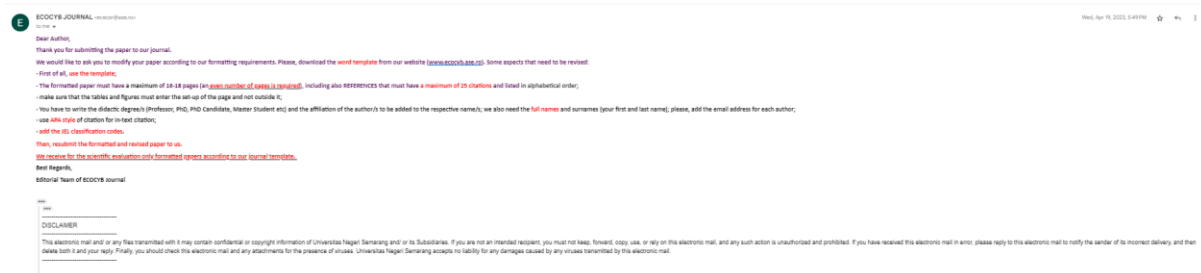 E
ECOCYB JOURNAL <ecocor@ase.ro>
Wed, Apr 19, 2023, 5:49 PM
to me
Dear Author,
Thank you for submitting the paper to our journal.
We would like to ask you to modify your paper according to our formatting requirements. Please, download the word template from our website (www.ecocyb.ase.ro). Some aspects that need to be revised:
- First of all, use the template;
- The formatted paper must have a maximum of 16-18 pages (an even number of pages is required), including also REFERENCES that must have a maximum of 25 citations and listed in alphabetical order;
- make sure that the tables and figures must enter the set-up of the page and not outside it;
- You have to write the didactic degree/s (Professor, PhD, PhD Candidate, Master Student etc) and the affiliation of the author/s to be added to the respective name/s; we also need the full names and surnames (your first and last name); please, add the email address for each author;
- use APA style of citation for in-text citation;
- add the JEL classification codes.
Then, resubmit the formatted and revised paper to us.
We receive for the scientific evaluation only formatted papers according to our journal template.
Best Regards,
Editorial Team of ECOCYB Journal
DISCLAIMER
This electronic mail and/ or any files transmitted with it may contain confidential or copyright information of Universitas Negeri Semarang and/ or its Subsidiaries. If you are not an intended recipient, you must not keep, forward, copy, use, or rely on this electronic mail, and any such action is unauthorized and prohibited. If you have received this electronic mail in error, please reply to this electronic mail to notify the sender of its incorrect delivery, and then
delete both it and your reply. Finally, you should check this electronic mail and any attachments for the presence of viruses. Universitas Negeri Semarang accepts no liability for any damages caused by any viruses transmitted by this electronic mail.